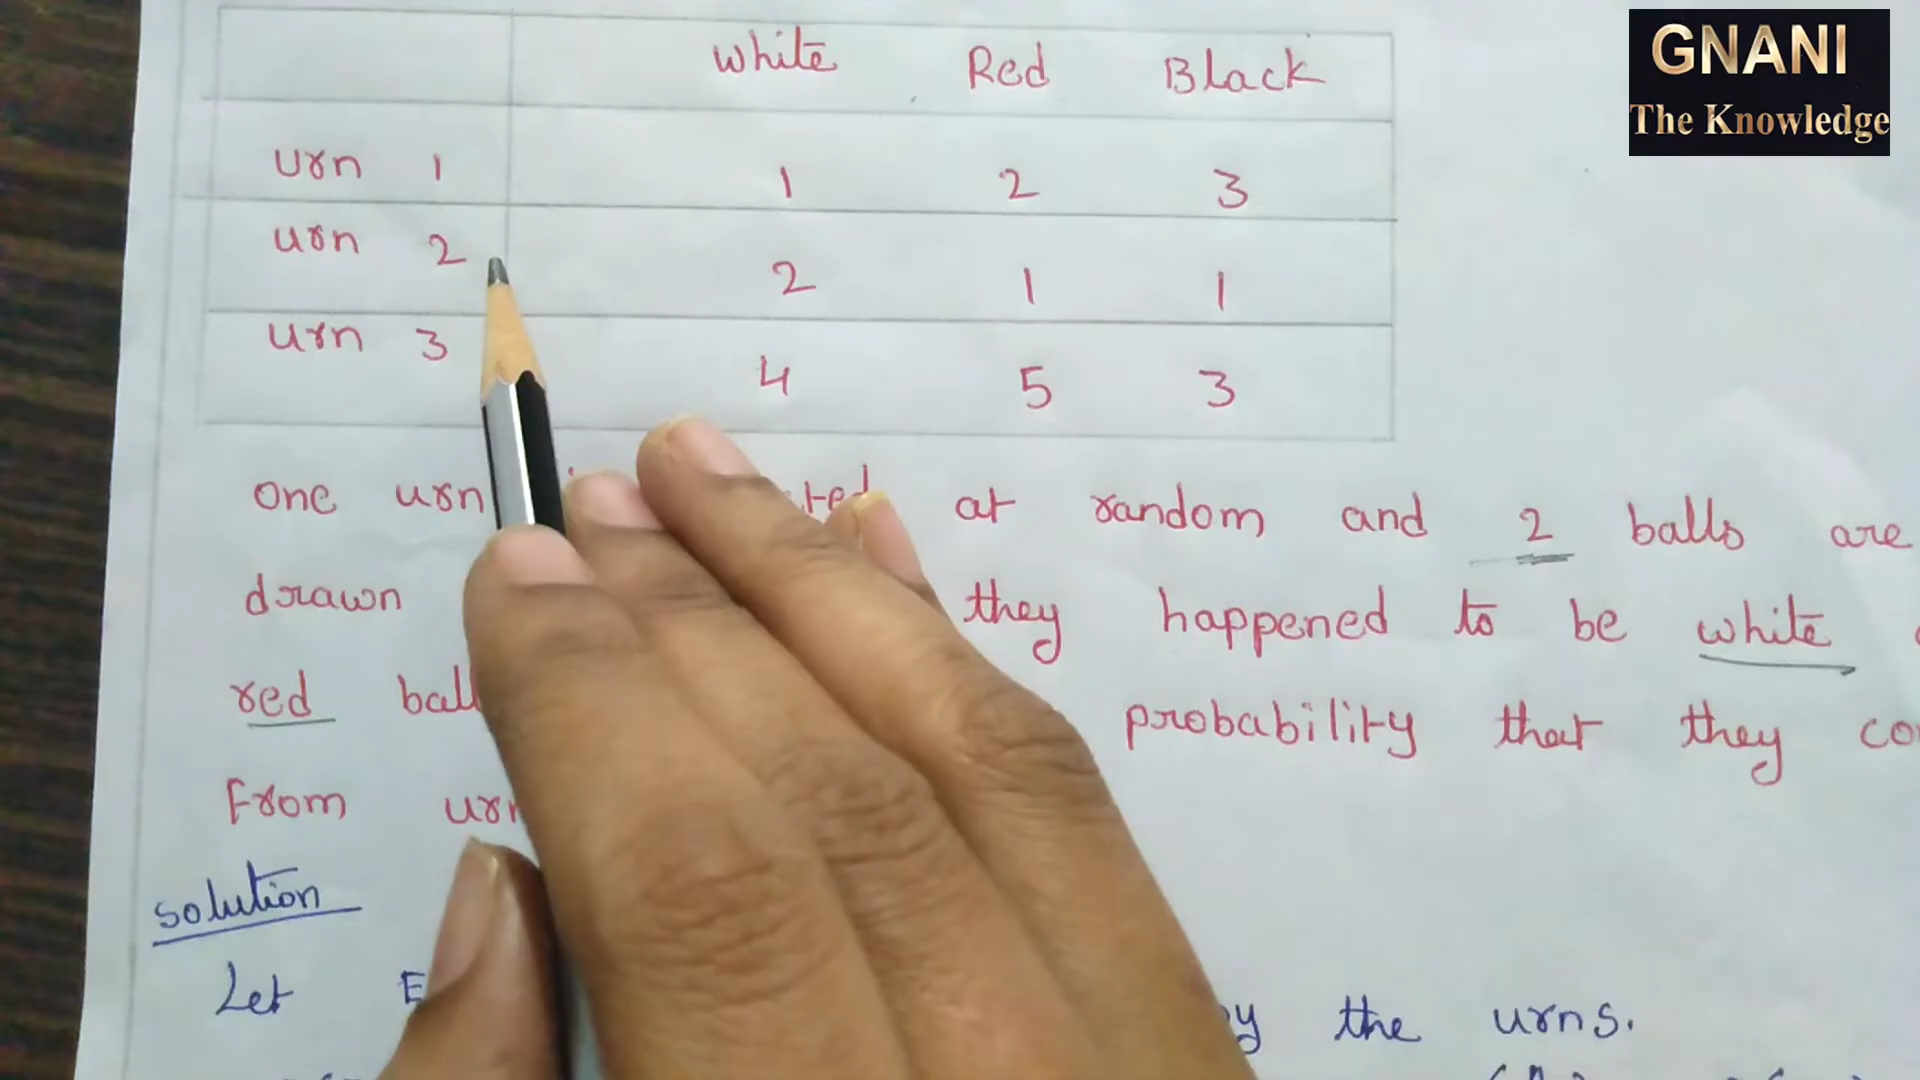 GNANI
The Knowledge
White Red Black
urn 1 1 2 3
urn 2 2 1 1
urn 3 4 5 3
one urn at random and 2 balls are
drawn they happened to be white
red probability that they
From
solution
Let the urns.